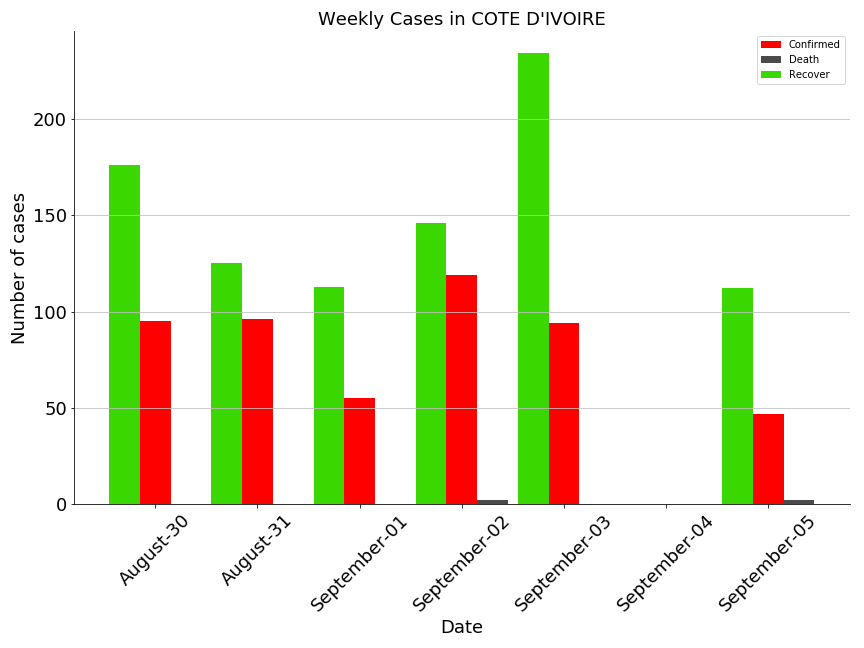 Weekly Cases in COTE D'IVOIRE
Confirmed
Death
Recover
Number of cases
200
150
100
50
0
August-30
August-31
September-01
September-02
September-03
September-04
September-05
Date